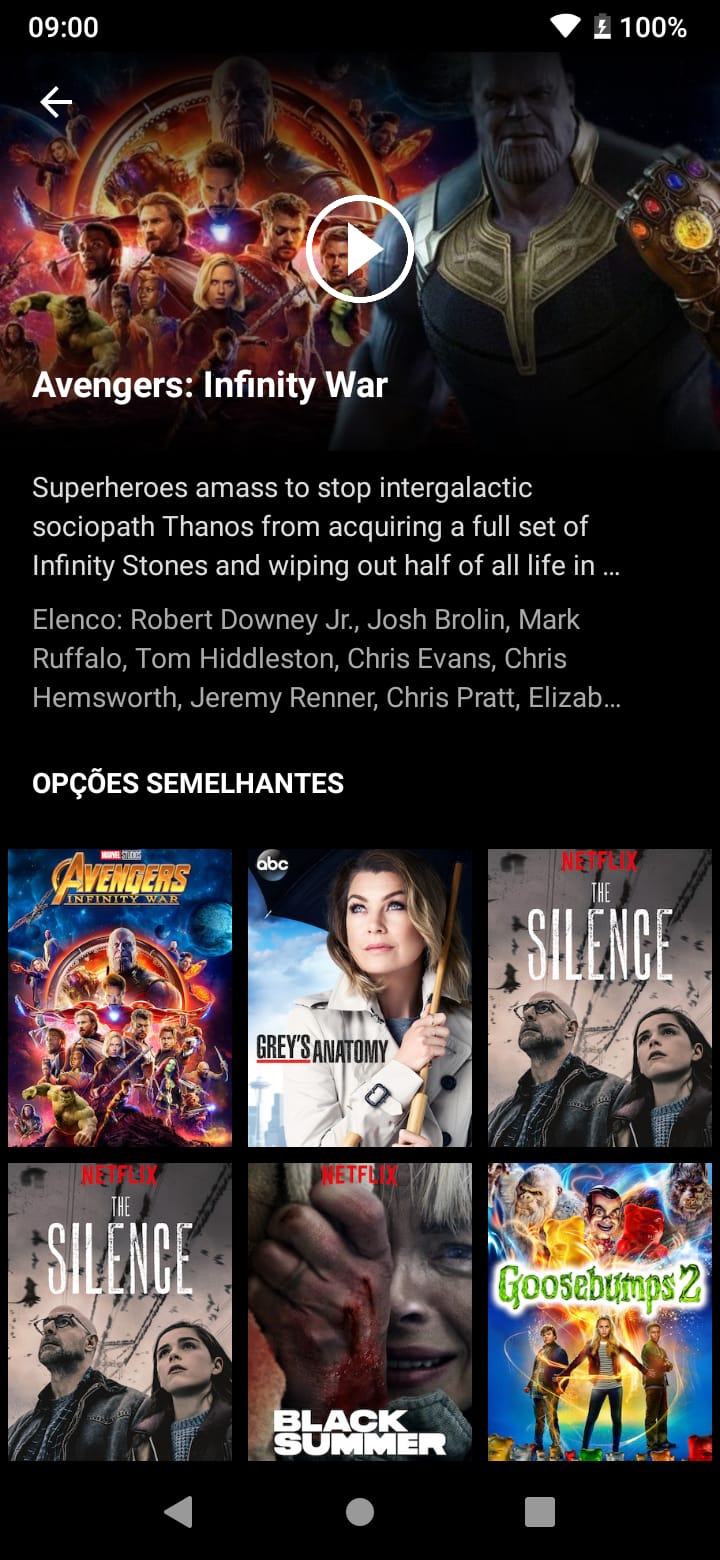 09:00
100%
Avengers: Infinity War
Superheroes amass to stop intergalactic
sociopath Thanos from acquiring a full set of
Infinity Stones and wiping out half of all life in ...
Elenco: Robert Downey Jr., Josh Brolin, Mark
Ruffalo, Tom Hiddleston, Chris Evans, Chris
Hemsworth, Jeremy Renner, Chris Pratt, Elizab...
OPÇÕES SEMELHANTES
MARVEL STUDIOS
AVENGERS
INFINITY WAR
abc
GREY'S ANATOMY
NETFLIX
THE
SILENCE
NETFLIX
THE
SILENCE
NETFLIX
BLACK
SUMMER
Goosebumps 2